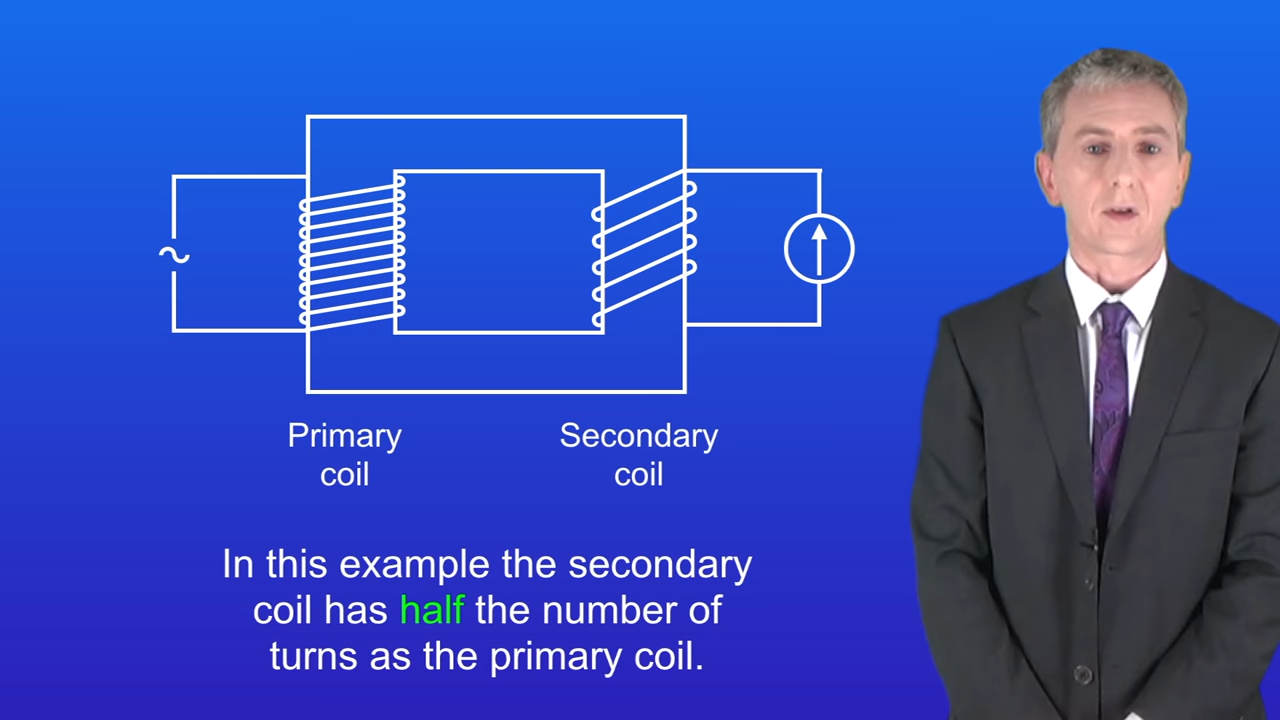 Primary
coil
Secondary
coil
In this example the secondary
coil has half the number of
turns as the primary coil.